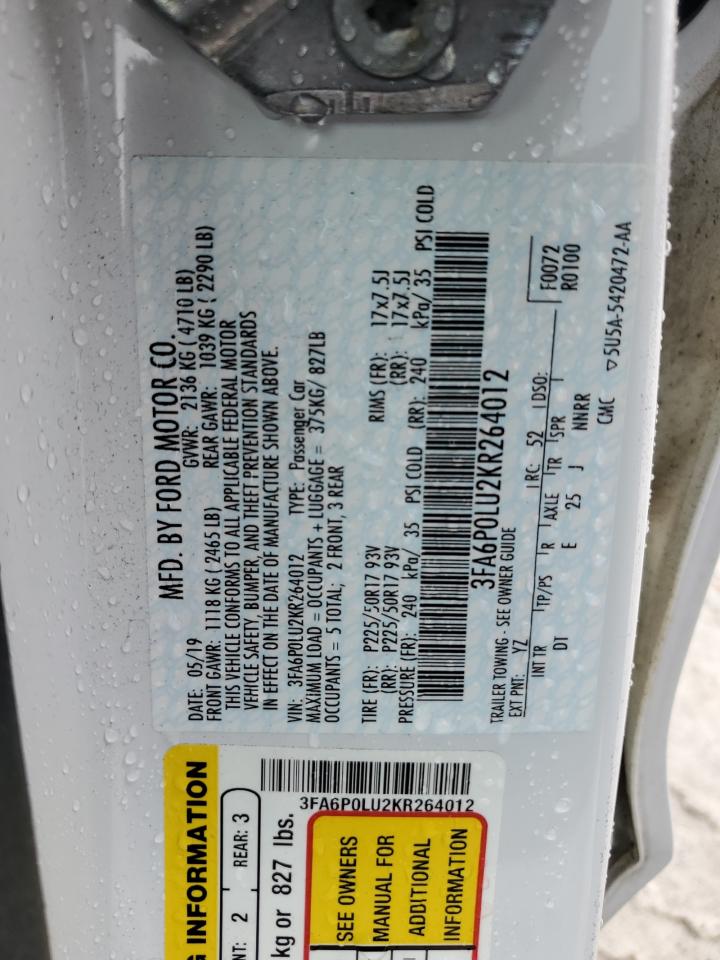 MFD. BY FORD MOTOR CO.
DATE: 05/19 GVWR: 2136 KG ( 4710 LB)
FRONT GAWR: 1118 KG (2465 LB) REAR GAWR: 1039 KG ( 2290 LB)
THIS VEHICLE CONFORMS TO ALL APPLICABLE FEDERAL MOTOR
VEHICLE SAFETY, BUMPER, AND THEFT PREVENTION STANDARDS
IN EFFECT ON THE DATE OF MANUFACTURE SHOWN ABOVE.
VIN: 3FA6P0LU2KR264012 TYPE: Passenger Car
MAXIMUM LOAD = OCCUPANTS + LUGGAGE = 375KG/ 827LB
OCCUPANTS = 5 TOTAL; 2 FRONT, 3 REAR
TIRE (FR): P225/50R17 93V RIMS (FR): 17x7.5J
(RR): P225/50R17 93V (RR): 17x7.5J
PRESSURE (FR): 240 kPa/ 35 PSI COLD (RR): 240 kPa/ 35 PSI COLD
3FA6P0LU2KR264012
TRAILER TOWING - SEE OWNER GUIDE
EXT PNT: YZ RC: 52 DSO: F0072
INT TR TP/PS R AXLE TR SPR R0100
DT E 25 J NNRR
CMC 5U5A-5420472-AA
G INFORMATION
NT: 2 REAR: 3
kg or 827 lbs.
3FA6P0LU2KR264012
SEE OWNERS
MANUAL FOR
ADDITIONAL
INFORMATION